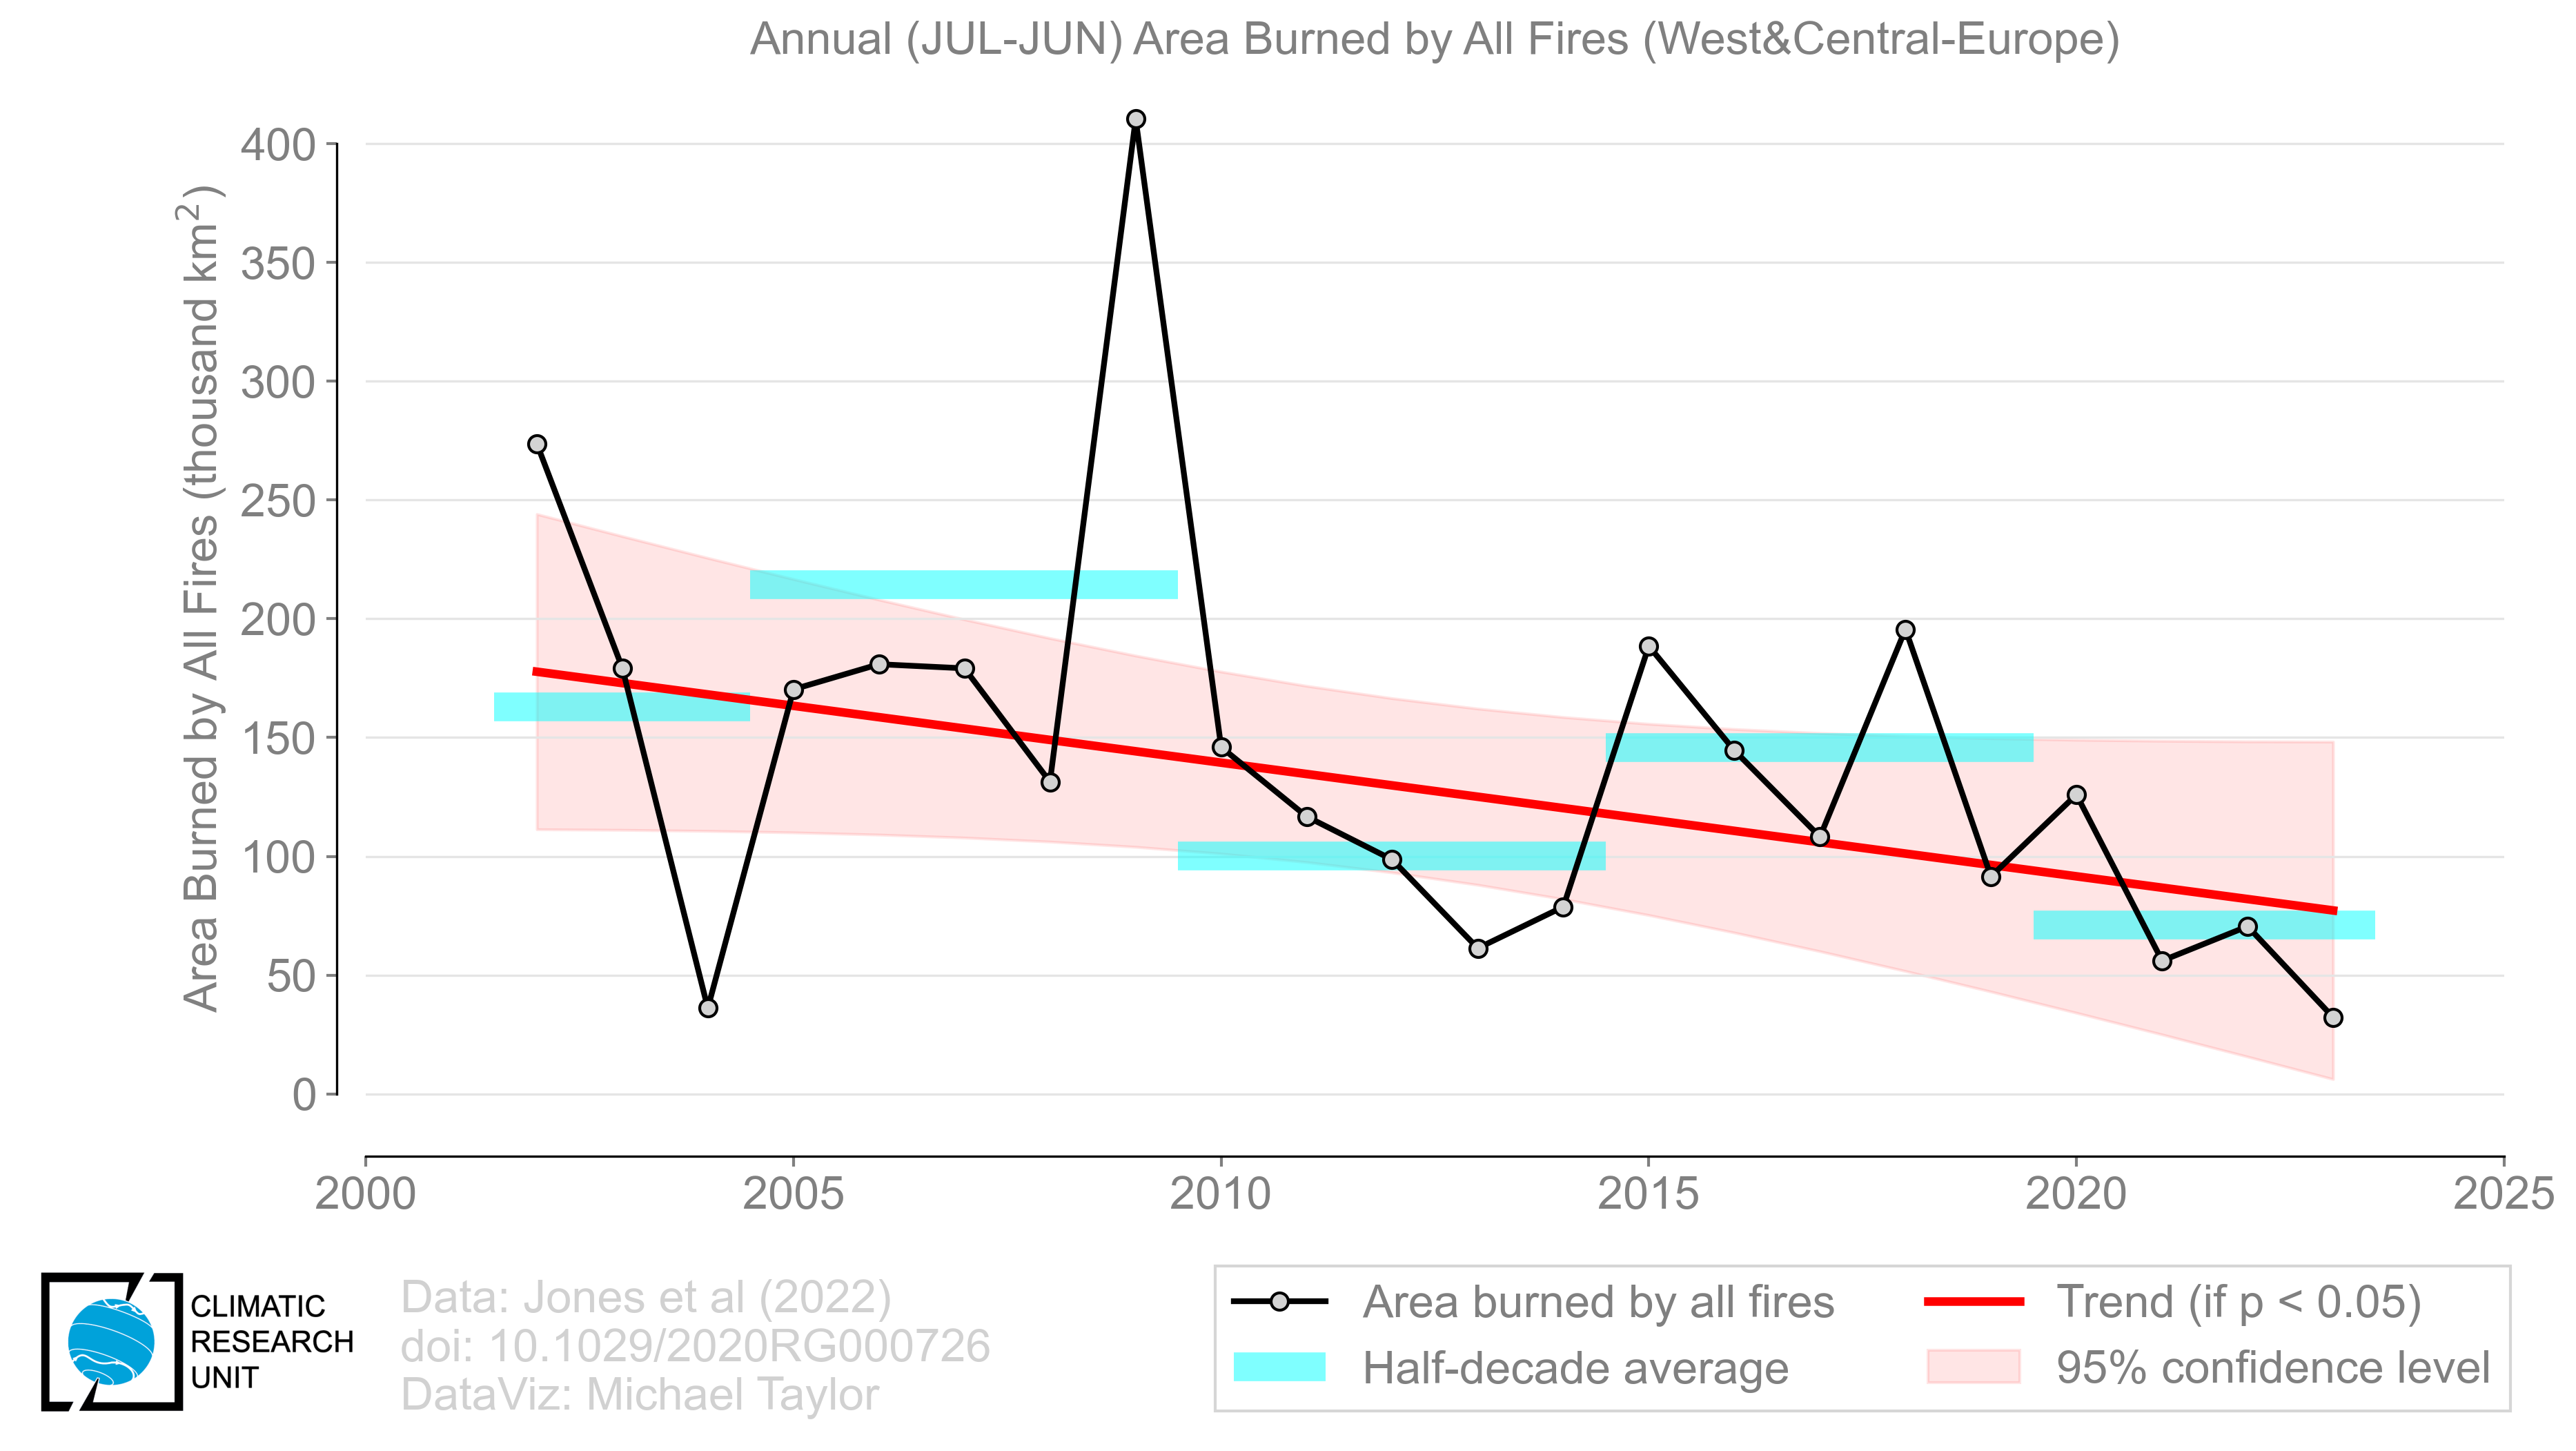 Annual (JUL-JUN) Area Burned by All Fires (West&Central-Europe)
Area Burned by All Fires (thousand km²)
400
350
300
250
200
150
100
50
0
2000 2005 2010 2015 2020 2025
CLIMATIC
RESEARCH
UNIT
Data: Jones et al (2022)
doi: 10.1029/2020RG000726
DataViz: Michael Taylor
Area burned by all fires
Half-decade average
Trend (if p < 0.05)
95% confidence level